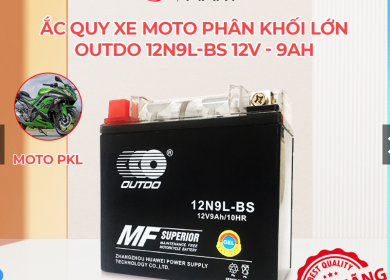 ẮC QUY XE MOTO PHÂN KHỐI LỚN
OUTDO 12N9L-BS 12V - 9AH
MOTO PKL
OUTDO
12N9L-BS
12V9Ah/10HR
MF SUPERIOR
MAINTENANCE FREE
MOTORCYCLE BATTERY
GEL
ZHANGZHOU HUAWEI POWER SUPPLY
TECHNOLOGY CO.,LTD.
BEST QUALITY